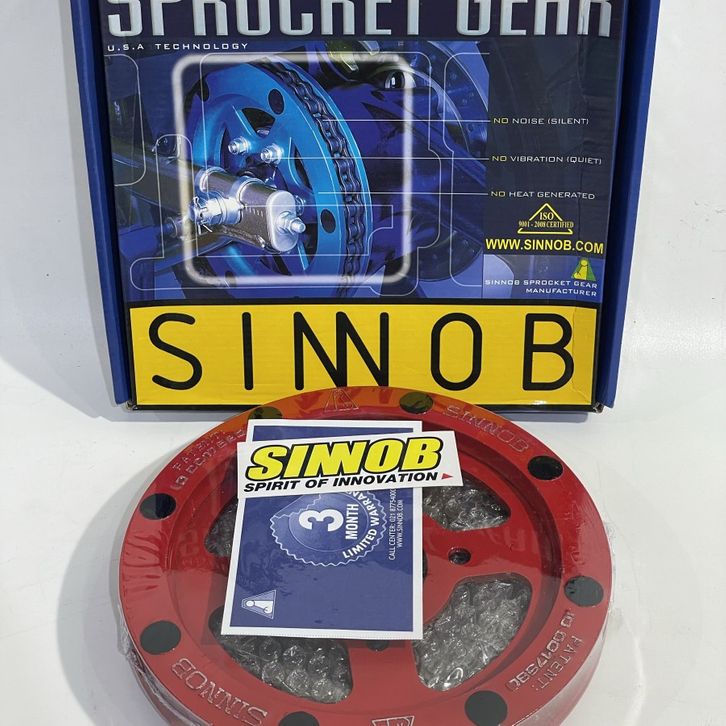 SPROCKET GEAR
U.S.A TECHNOLOGY
NO NOISE (SILENT)
NO VIBRATION (QUIET)
NO HEAT GENERATED
ISO
9001 - 2008 CERTIFIED
WWW.SINNOB.COM
SINNOB SPROCKET GEAR
MANUFACTURER
SINNOB
SINNOB
PATENT:
SINNOB
SPIRIT OF INNOVATION
3
MONTH
LIMITED WARRANTY
WWW.SINNOB.COM
PATENT:
SINNOB